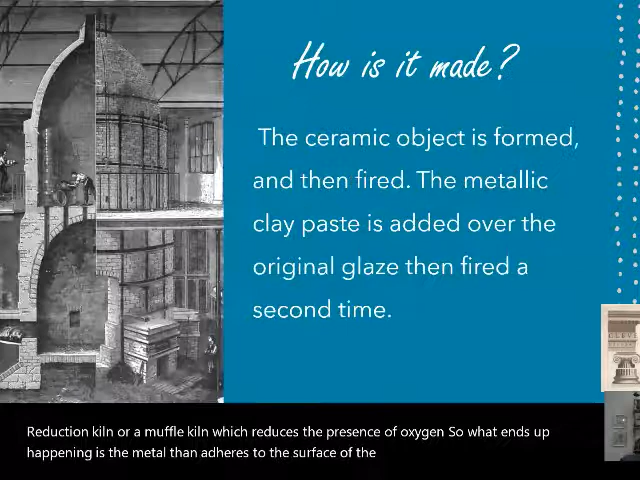 How is it made?
The ceramic object is formed,
and then fired. The metallic
clay paste is added over the
original glaze then fired a
second time.
Reduction kiln or a muffle kiln which reduces the presence of oxygen So what ends up
happening is the metal than adheres to the surface of the